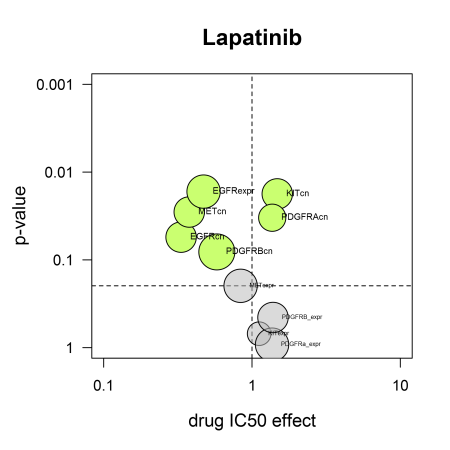 Lapatinib
0.001
0.01
EGFRexpr
KITcn
METcn
PDGFRAcn
EGFRcn
PDGFRBcn
0.1
METexpr
PDGFRB_expr
KITexpr
PDGFRa_expr
1
p-value
0.1 1 10
drug IC50 effect